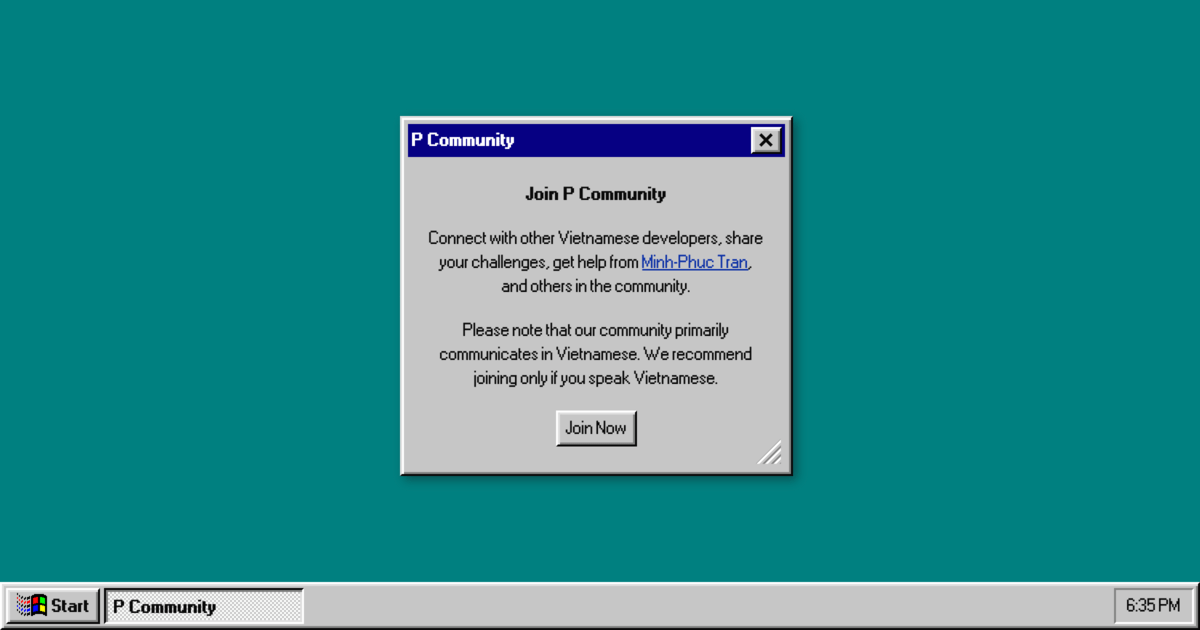 P Community
Join P Community
Connect with other Vietnamese developers, share
your challenges, get help from Minh-Phuc Tran,
and others in the community.
Please note that our community primarily
communicates in Vietnamese. We recommend
joining only if you speak Vietnamese.
Join Now
Start
P Community
6:35 PM